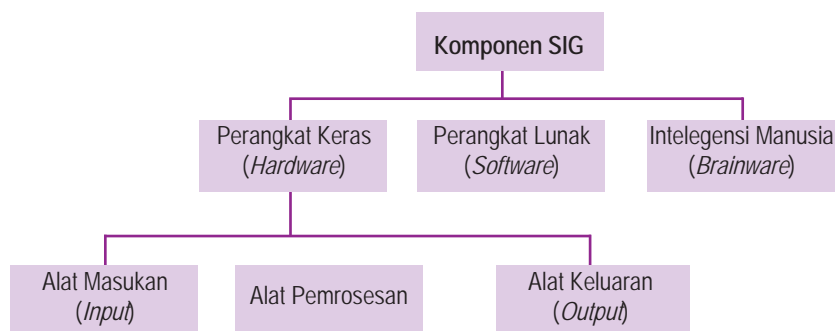 Komponen SIG
Perangkat Keras
(Hardware)
Perangkat Lunak
(Software)
Intelegensi Manusia
(Brainware)
Alat Masukan
(Input)
Alat Pemrosesan
Alat Keluaran
(Output)